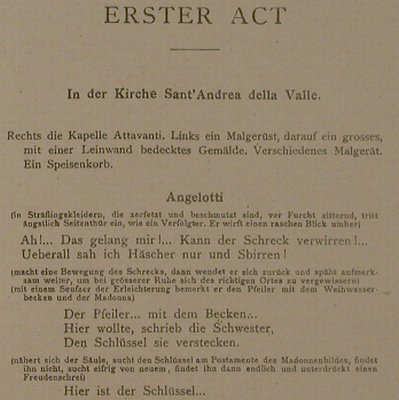 ERSTER ACT
In der Kirche Sant'Andrea della Valle.
Rechts die Kapelle Attavanti. Links ein Malgerüst, darauf ein grosses,
mit einer Leinwand bedecktes Gemälde. Verschiedenes Malgerät.
Ein Speisenkorb.
Angelotti
(in Sträflingskleidern, die zerfetzt und beschmutzt sind, vor Furcht zitternd, tritt
ängstlich Seitenthür ein, wie ein Verfolgter. Er wirft einen raschen Blick umher)
Ah!... Das gelang mir!... Kann der Schreck verwirren!...
Ueberall sah ich Häscher nur und Sbirren!
(macht eine Bewegung des Schrecks, dann wendet er sich zurück und späht aufmerk-
sam weiter, um bei grösserer Ruhe sich des richtigen Ortes zu vergewissern)
(mit einem Seufzer der Erleichterung bemerkt er den Pfeiler mit dem Weihwasser-
becken und der Madonna)
Der Pfeiler... mit dem Becken...
Hier wollte, schrieb die Schwester,
Den Schlüssel sie verstecken.
(nähert sich der Säule, sucht den Schlüssel am Postamente des Madonnenbildes, findet
ihn nicht, sucht eifrig von neuem, findet ihn dann endlich und unterdrückt einen
Freudenschrei)
Hier ist der Schlüssel...